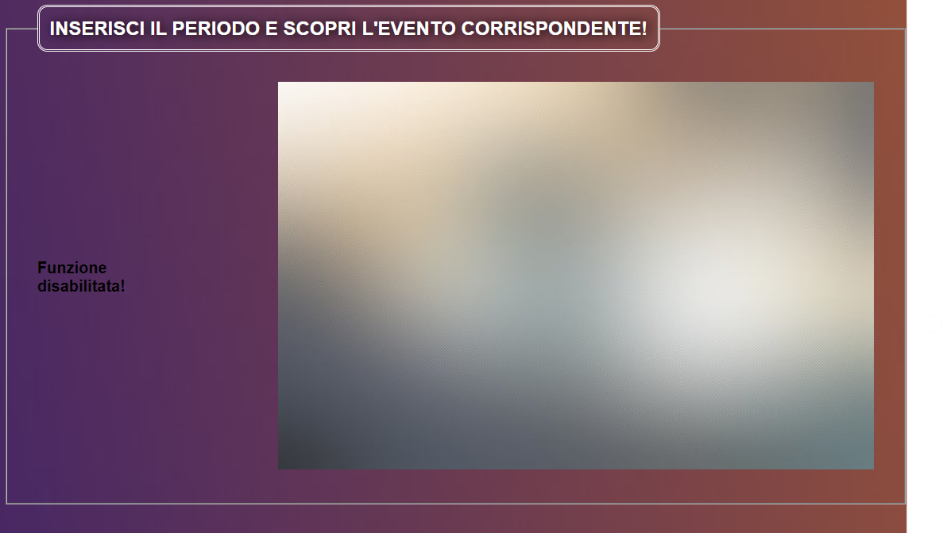 INSERISCI IL PERIODO E SCOPRI L'EVENTO CORRISPONDENTE!
Funzione
disabilitata!